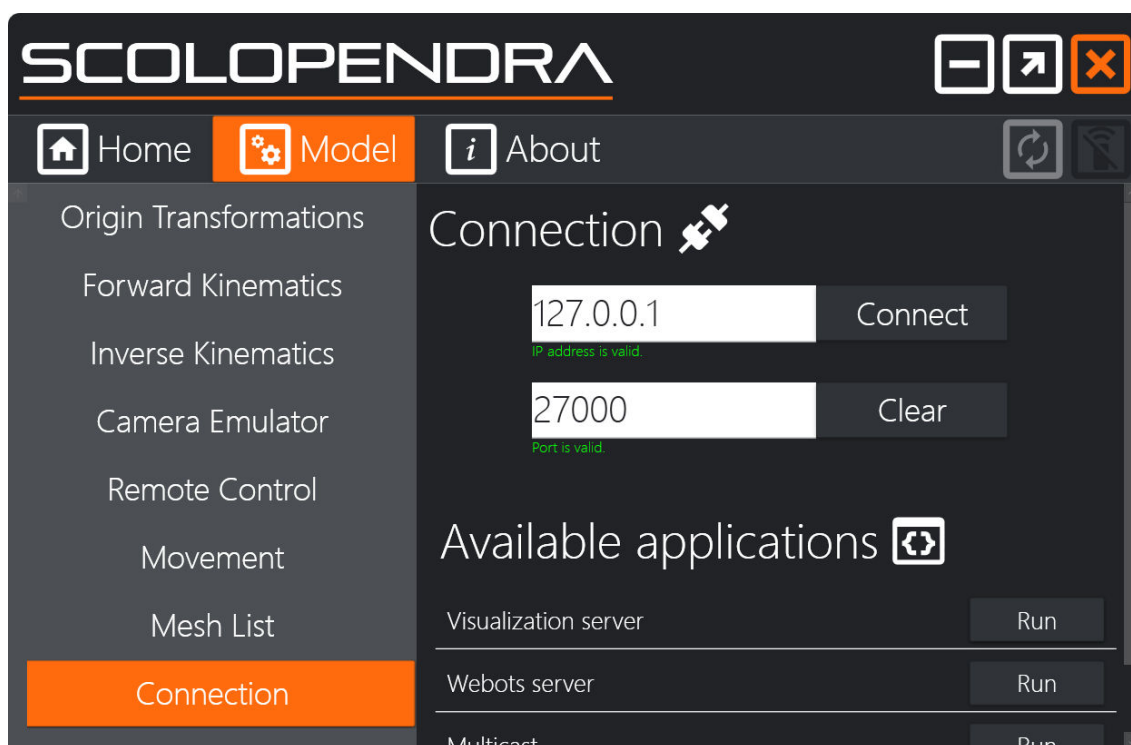 SCOLOPENDRA
Home
Model
About
Origin Transformations
Forward Kinematics
Inverse Kinematics
Camera Emulator
Remote Control
Movement
Mesh List
Connection
Connection
127.0.0.1
Connect
IP address is valid.
27000
Clear
Port is valid.
Available applications
Visualization server
Run
Webots server
Run
Multicast
Run